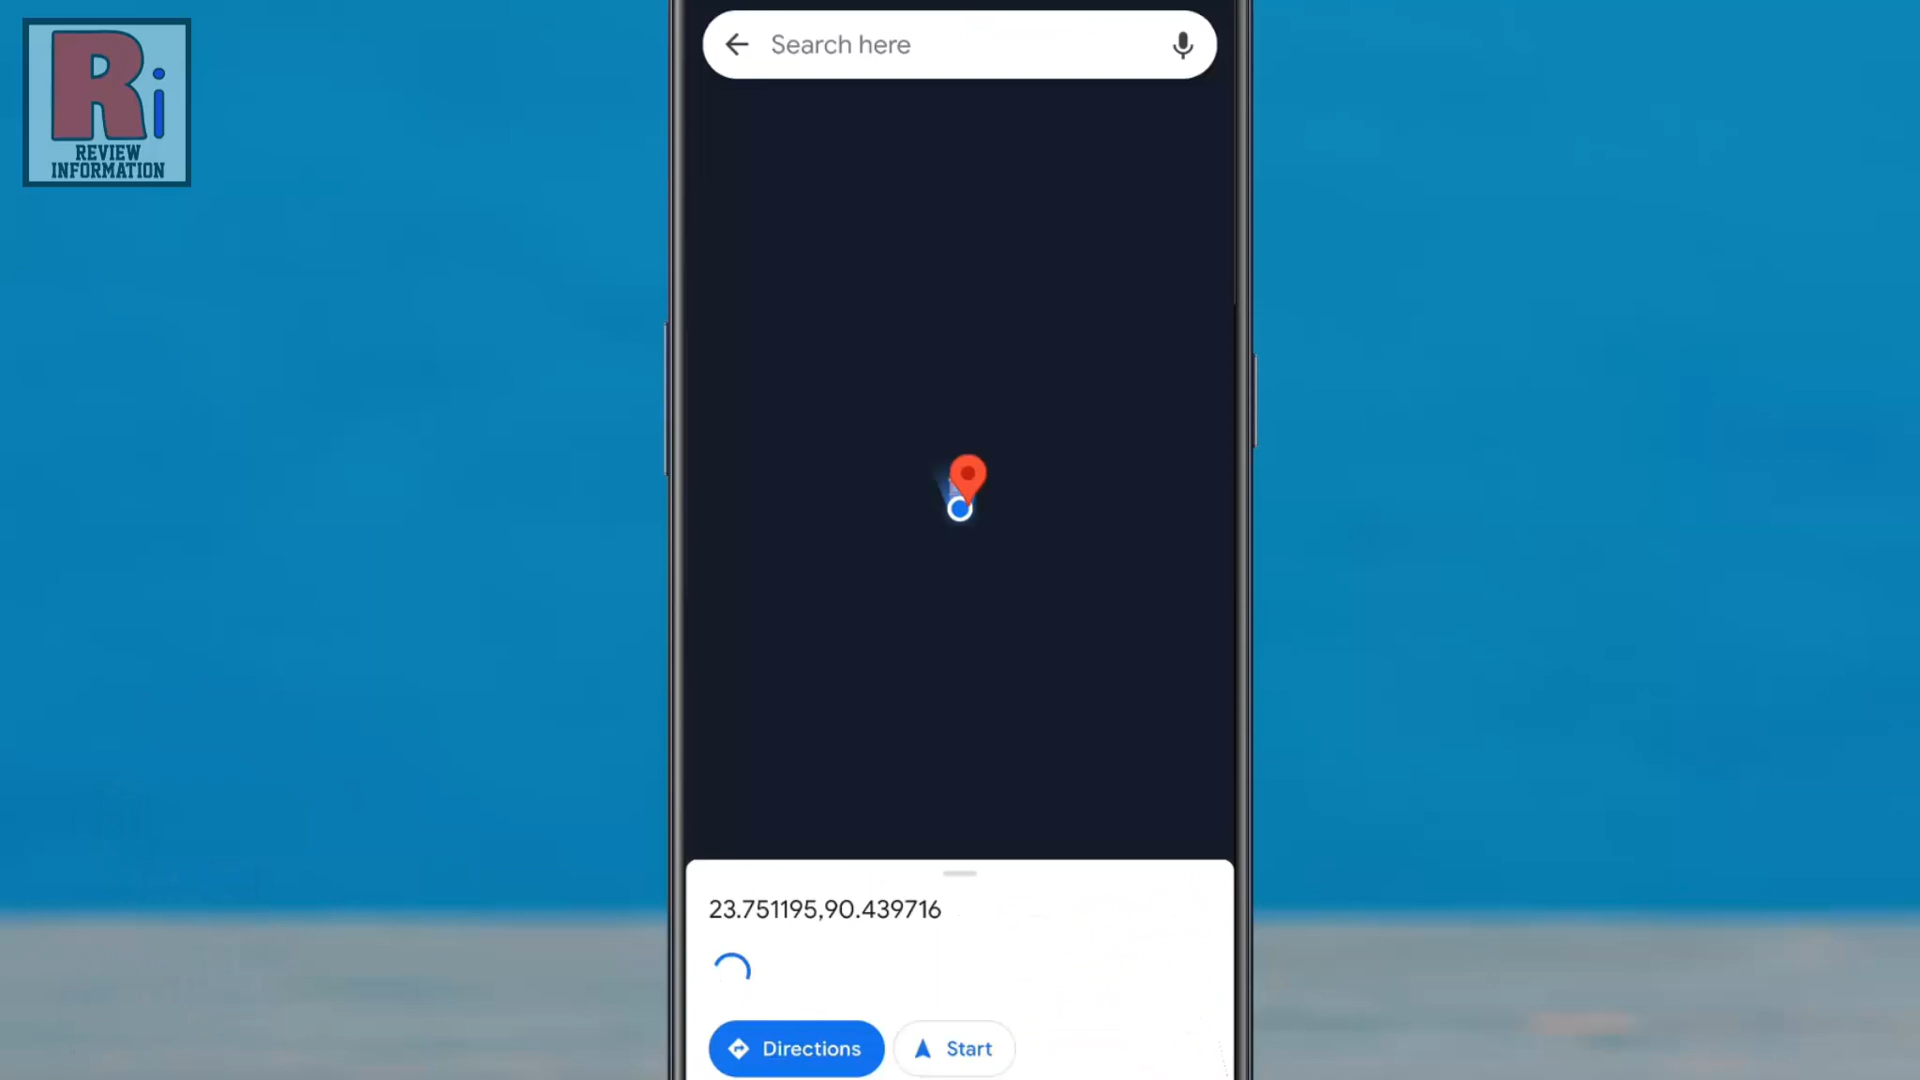 Ri
REVIEW
INFORMATION
Search here
23.751195,90.439716
Directions
Start